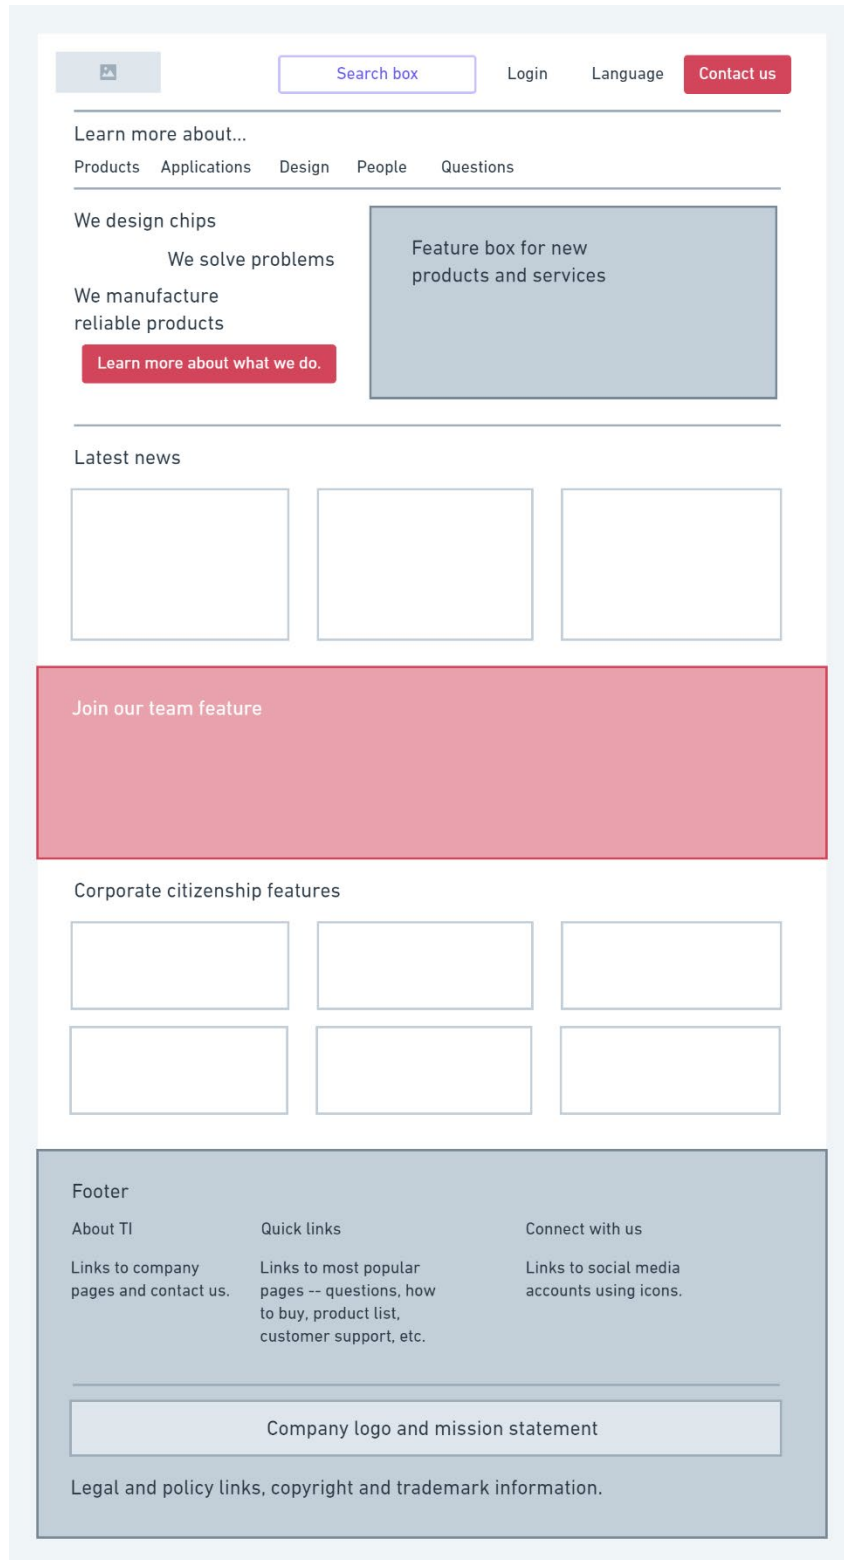 Search box
Login
Language
Contact us
Learn more about...
Products
Applications
Design
People
Questions
We design chips
We solve problems
We manufacture
reliable products
Learn more about what we do.
Feature box for new
products and services
Latest news
Join our team feature
Corporate citizenship features
Footer
About TI
Links to company
pages and contact us.
Quick links
Links to most popular
pages -- questions, how
to buy, product list,
customer support, etc.
Connect with us
Links to social media
accounts using icons.
Company logo and mission statement
Legal and policy links, copyright and trademark information.